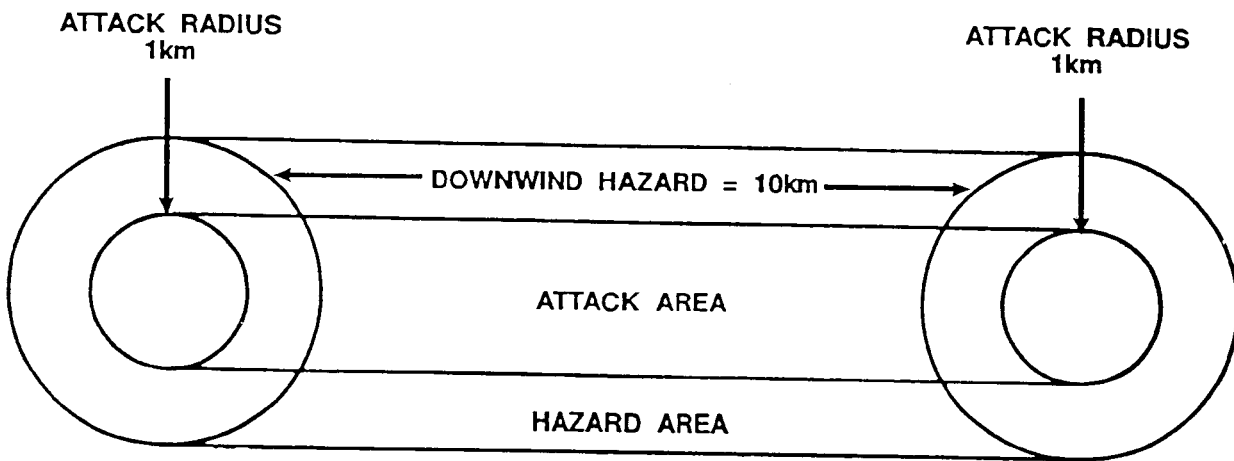 ATTACK RADIUS
1km
ATTACK RADIUS
1km
DOWNWIND HAZARD = 10km
ATTACK AREA
HAZARD AREA